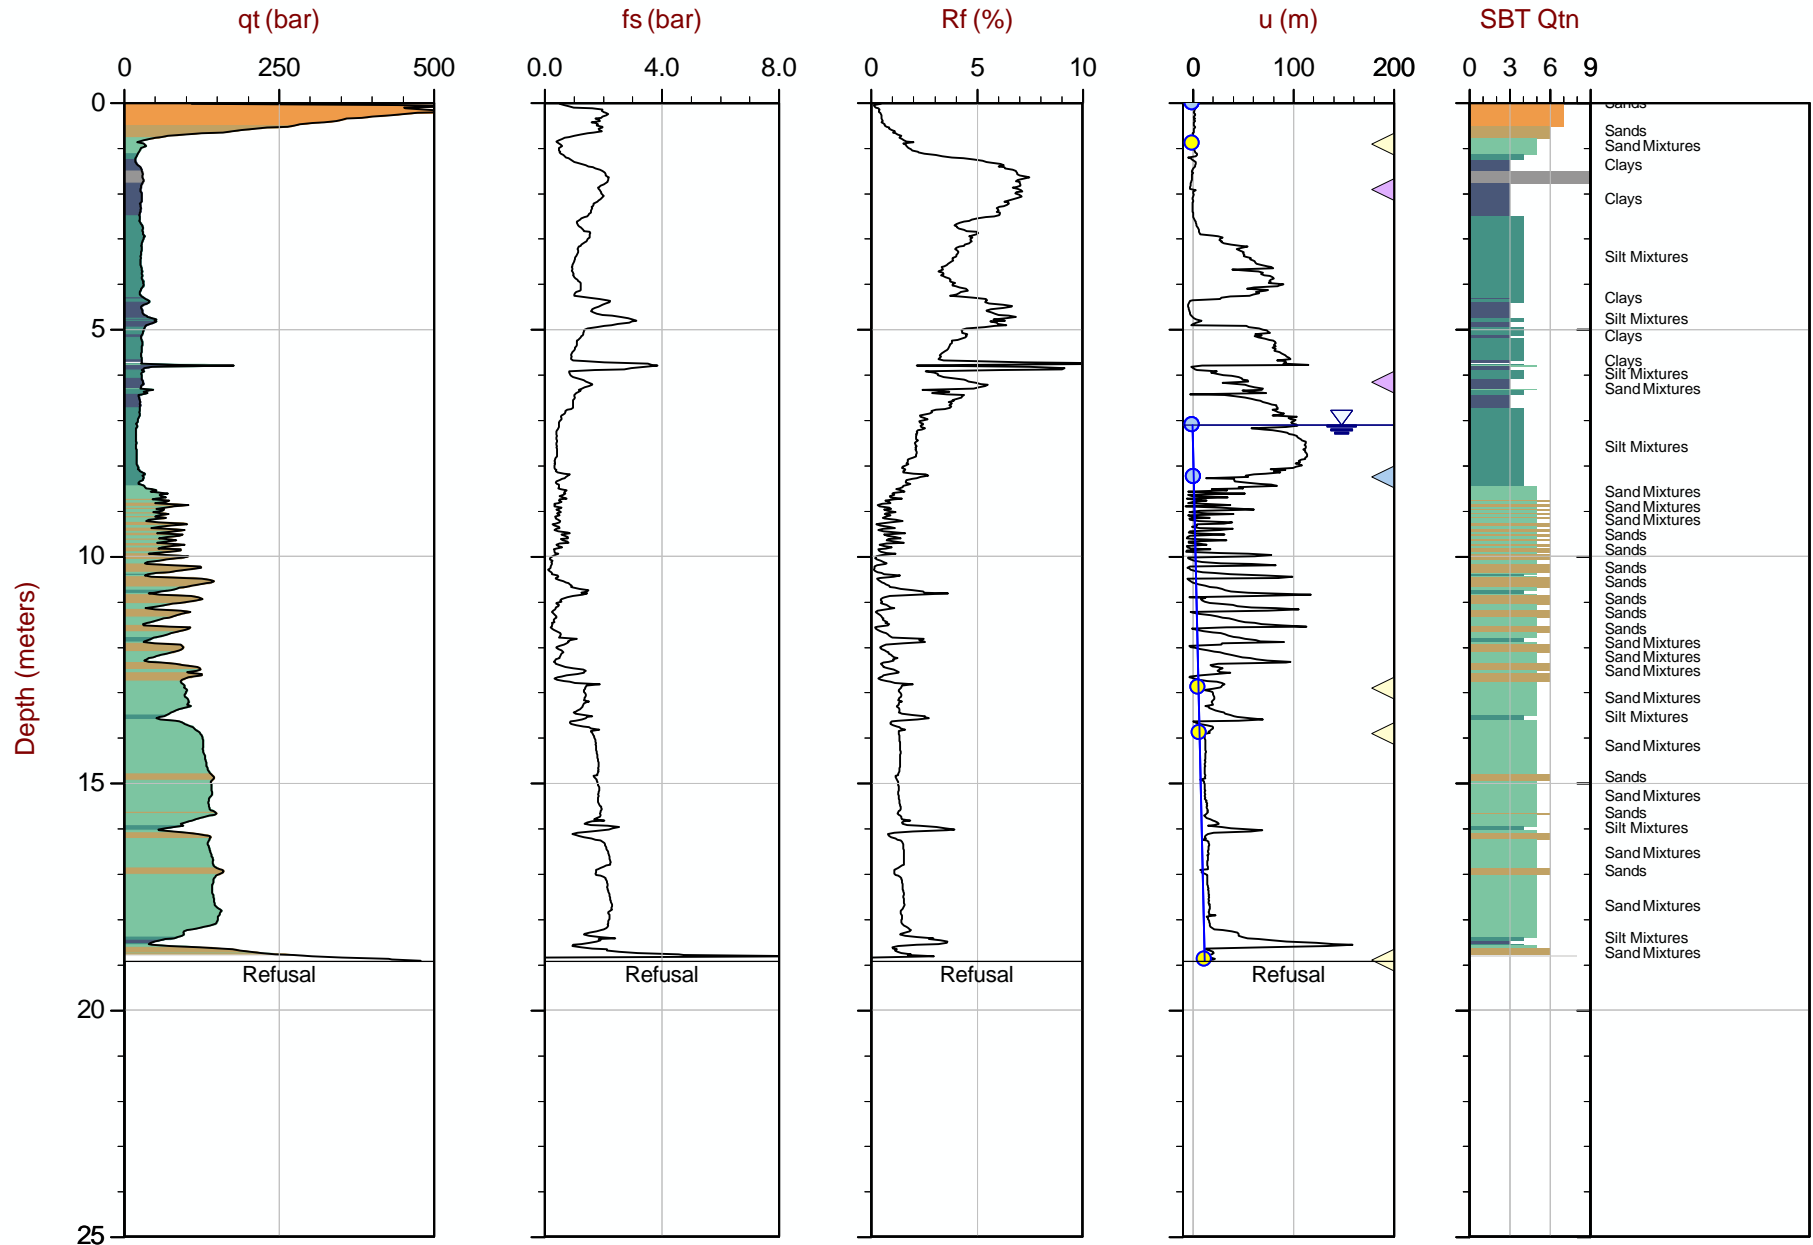 qt (bar) fs (bar) Rf (%) u (m) SBT Qtn
0 250 500 0.0 4.0 8.0 0 5 10 0 100 200 0 3 6 9
0
Sands
Sands
Sand Mixtures
Clays
Clays
Silt Mixtures
Clays
Silt Mixtures
5
Clays
Clays
Silt Mixtures
Sand Mixtures
Silt Mixtures
Sand Mixtures
Sand Mixtures
Sand Mixtures
Sands
Sands
10
Sands
Sands
Sands
Sands
Sands
Sand Mixtures
Sand Mixtures
Sand Mixtures
Sand Mixtures
Silt Mixtures
Sand Mixtures
Sands
15
Sand Mixtures
Sands
Silt Mixtures
Sand Mixtures
Sands
Sand Mixtures
Silt Mixtures
Sand Mixtures
Refusal Refusal Refusal Refusal
20
25
Depth (meters)